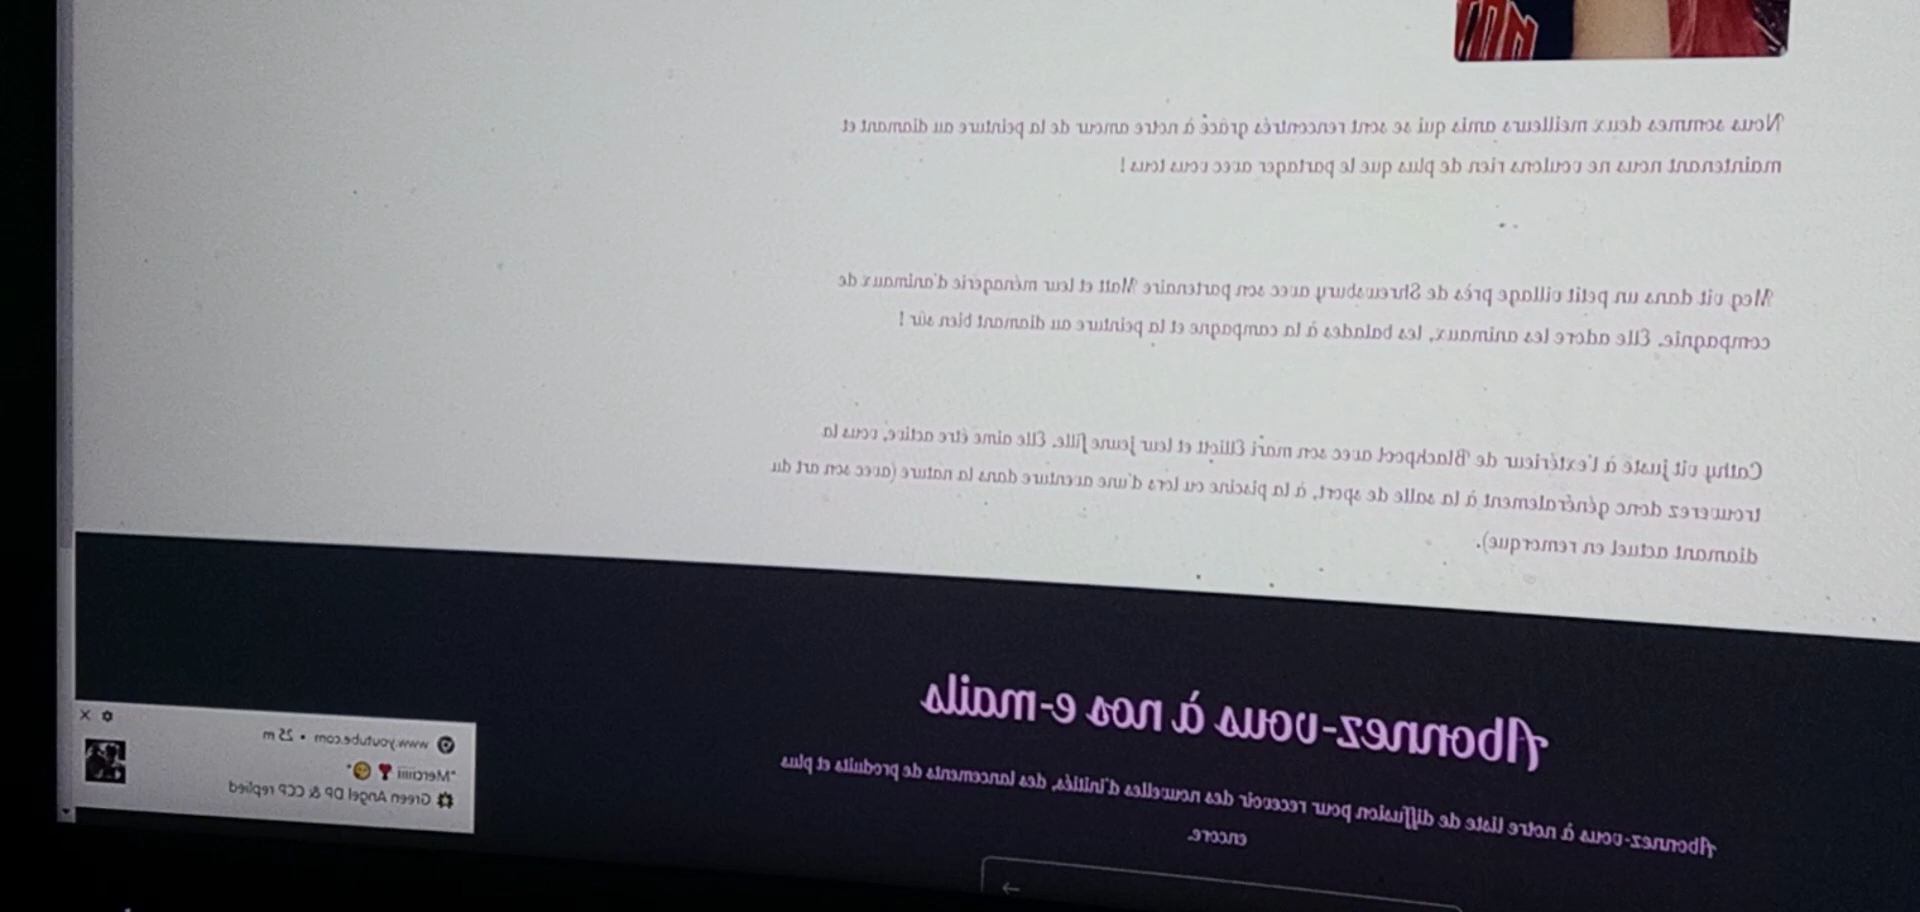 Nous sommes deux meilleurs amis qui se sont rencontrés grâce à notre amour de la peinture au diamant et
maintenant nous ne voulons rien de plus que le partager avec vous tous !
Meg vit dans un petit village près de Shrewsbury avec son partenaire Matt et leur ménagerie d'animaux de
compagnie. Elle adore les animaux, les balades à la campagne et la peinture au diamant bien sûr !
Cathy vit juste à l'extérieur de Blackpool avec son mari Elliott et leur jeune fille. Elle aime être active, vous la
trouverez donc généralement à la salle de sport, à la piscine ou lors d'une aventure dans la nature (avec son art du
diamant actuel en remorque).
Abonnez-vous à nos e-mails
Abonnez-vous à notre liste de diffusion pour recevoir des nouvelles d'initiés, des lancements de produits et plus
encore.
www.youtube.com • 25 m
"Merciiiiii ❣️😊"
Green Angel DP & CCP replied